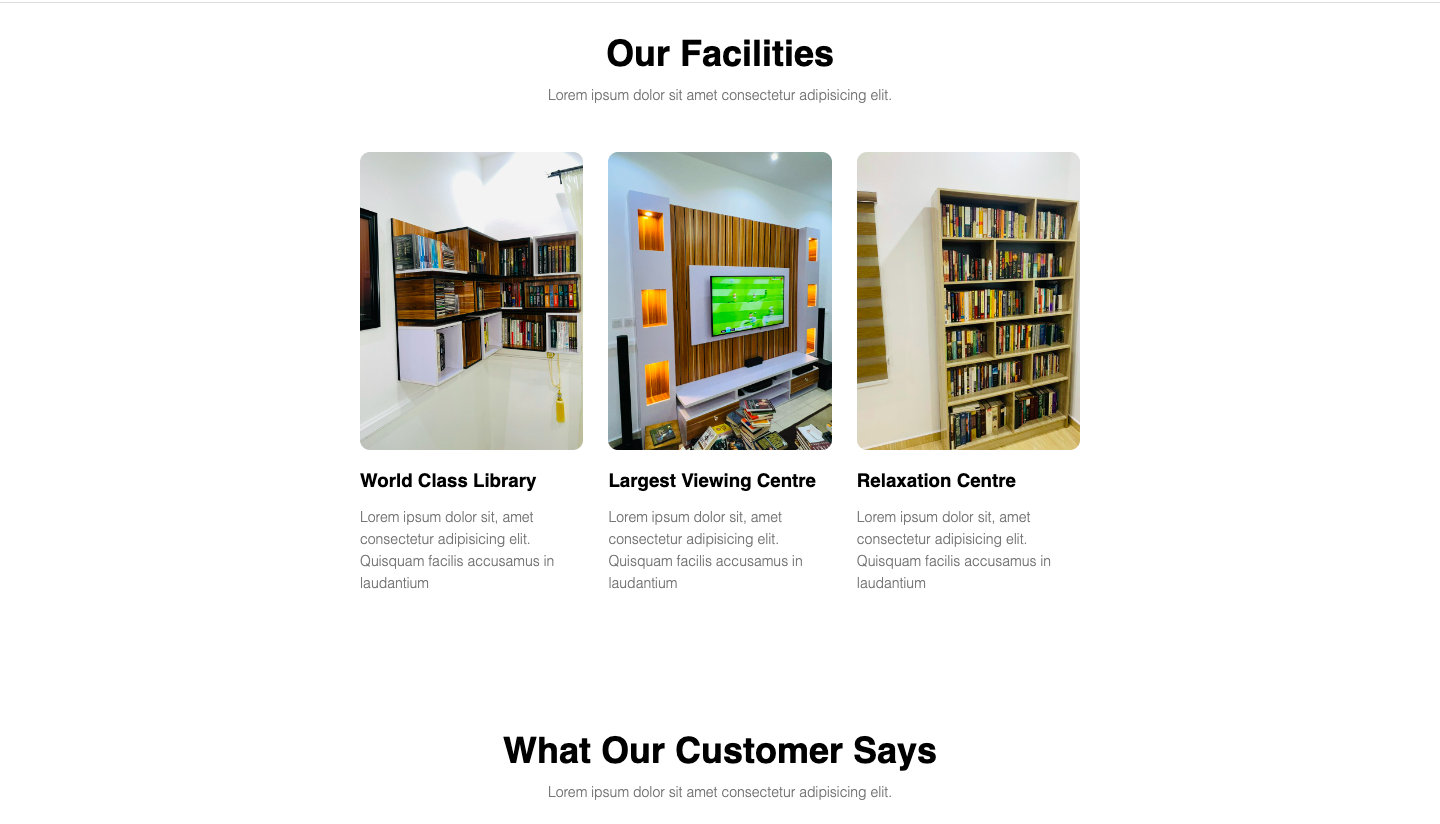 Our Facilities
Lorem ipsum dolor sit amet consectetur adipisicing elit.
World Class Library
Lorem ipsum dolor sit, amet
consectetur adipisicing elit.
Quisquam facilis accusamus in
laudantium
Largest Viewing Centre
Lorem ipsum dolor sit, amet
consectetur adipisicing elit.
Quisquam facilis accusamus in
laudantium
Relaxation Centre
Lorem ipsum dolor sit, amet
consectetur adipisicing elit.
Quisquam facilis accusamus in
laudantium
What Our Customer Says
Lorem ipsum dolor sit amet consectetur adipisicing elit.